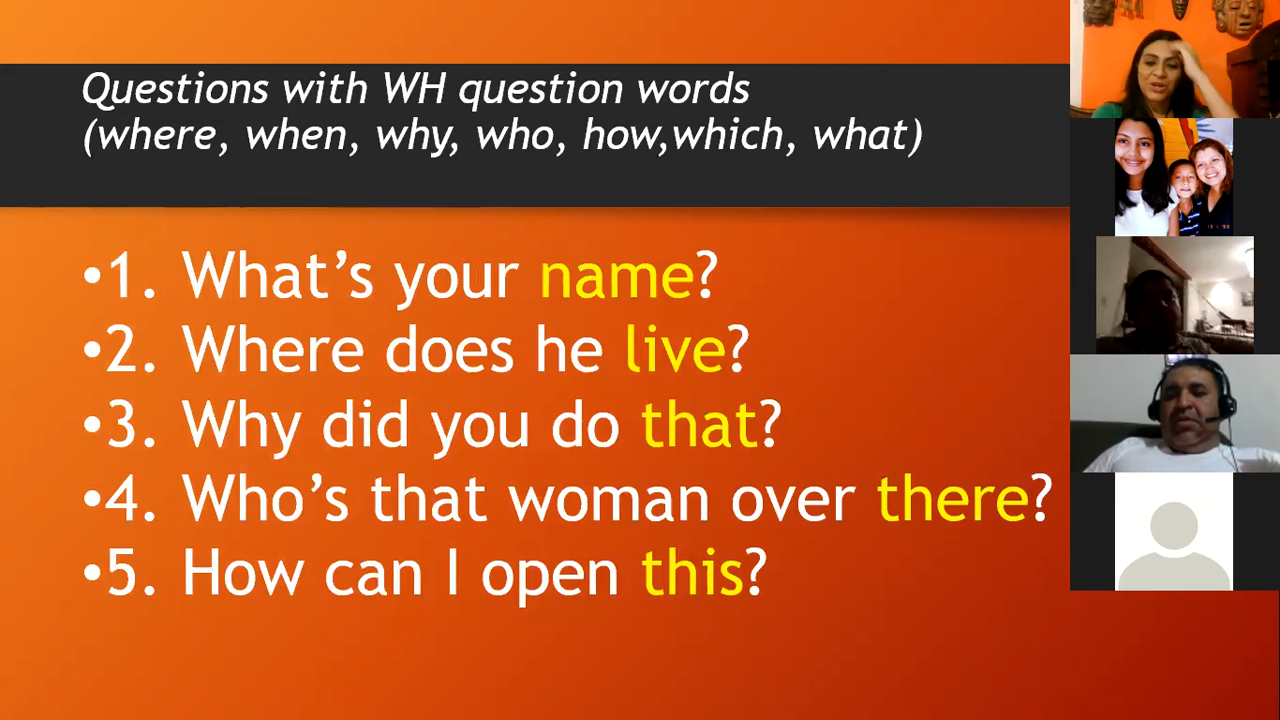 Questions with WH question words
(where, when, why, who, how,which, what)
•1. What’s your name?
•2. Where does he live?
•3. Why did you do that?
•4. Who’s that woman over there?
•5. How can I open this?